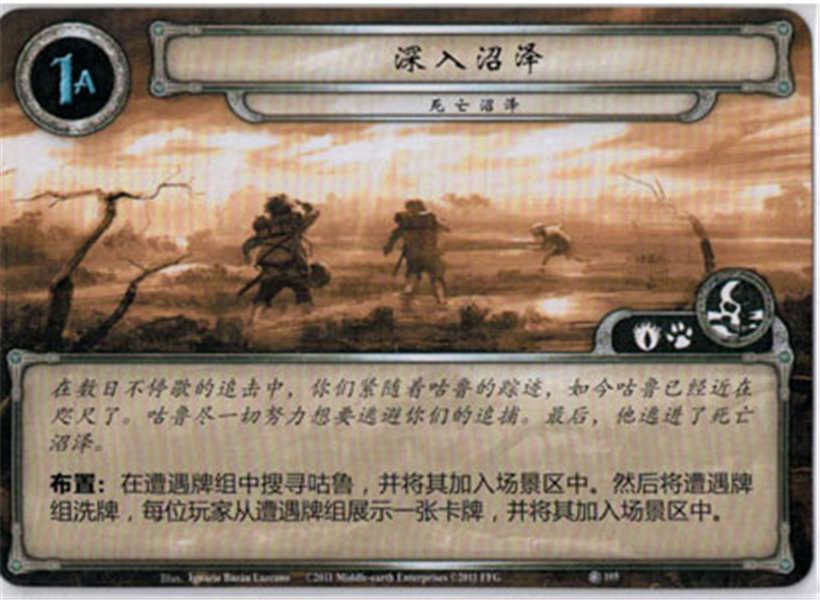 1A
深入沼泽
死亡沼泽
在数日不停歇的追击中，你们紧随着咕鲁的踪迹，如今咕鲁已经近在
咫尺了。咕鲁尽一切努力想要逃避你们的追捕。最后，他逃进了死亡
沼泽。
布置：在遭遇牌组中搜寻咕鲁，并将其加入场景区中。然后将遭遇牌
组洗牌，每位玩家从遭遇牌组展示一张卡牌，并将其加入场景区中。
Illus. Ignacio Bazán Lazcano ©2011 Middle-earth Enterprises ©2011 FFG